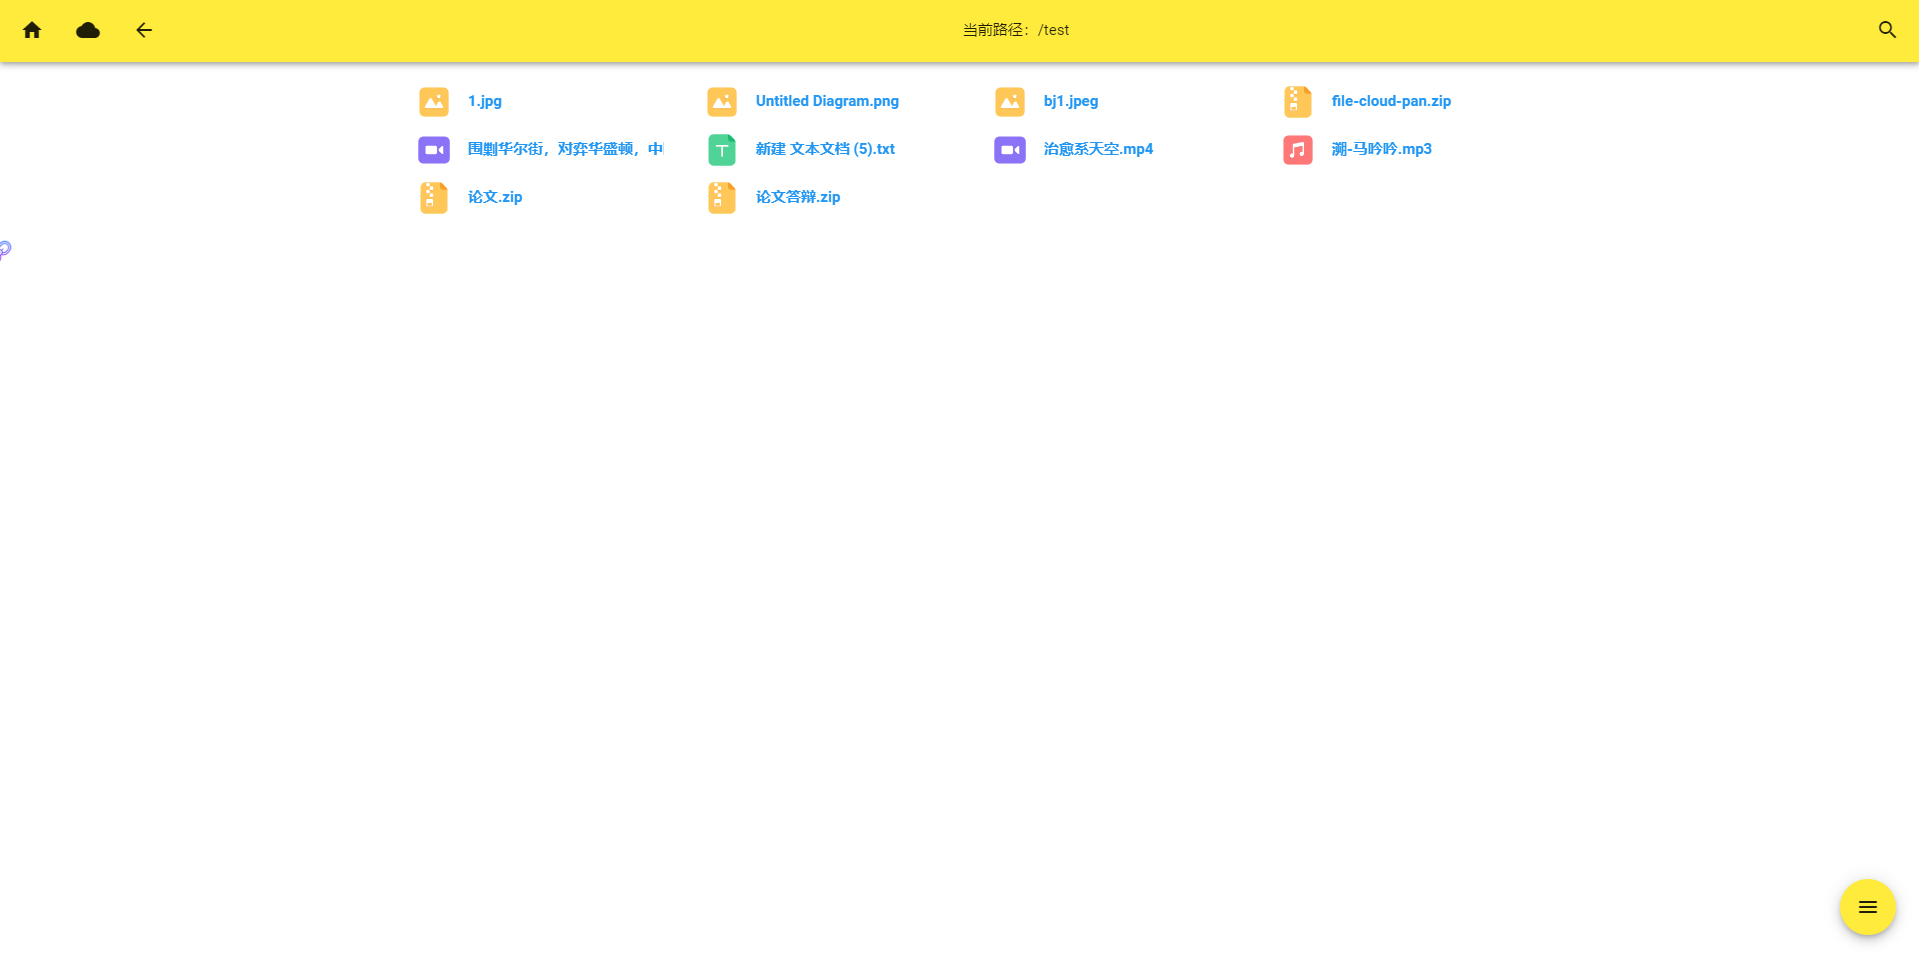 当前路径：/test
1.jpg
Untitled Diagram.png
bj1.jpeg
file-cloud-pan.zip
围剿华尔街，对弈华盛顿，中
新建 文本文档 (5).txt
治愈系天空.mp4
溯-马吟吟.mp3
论文.zip
论文答辩.zip